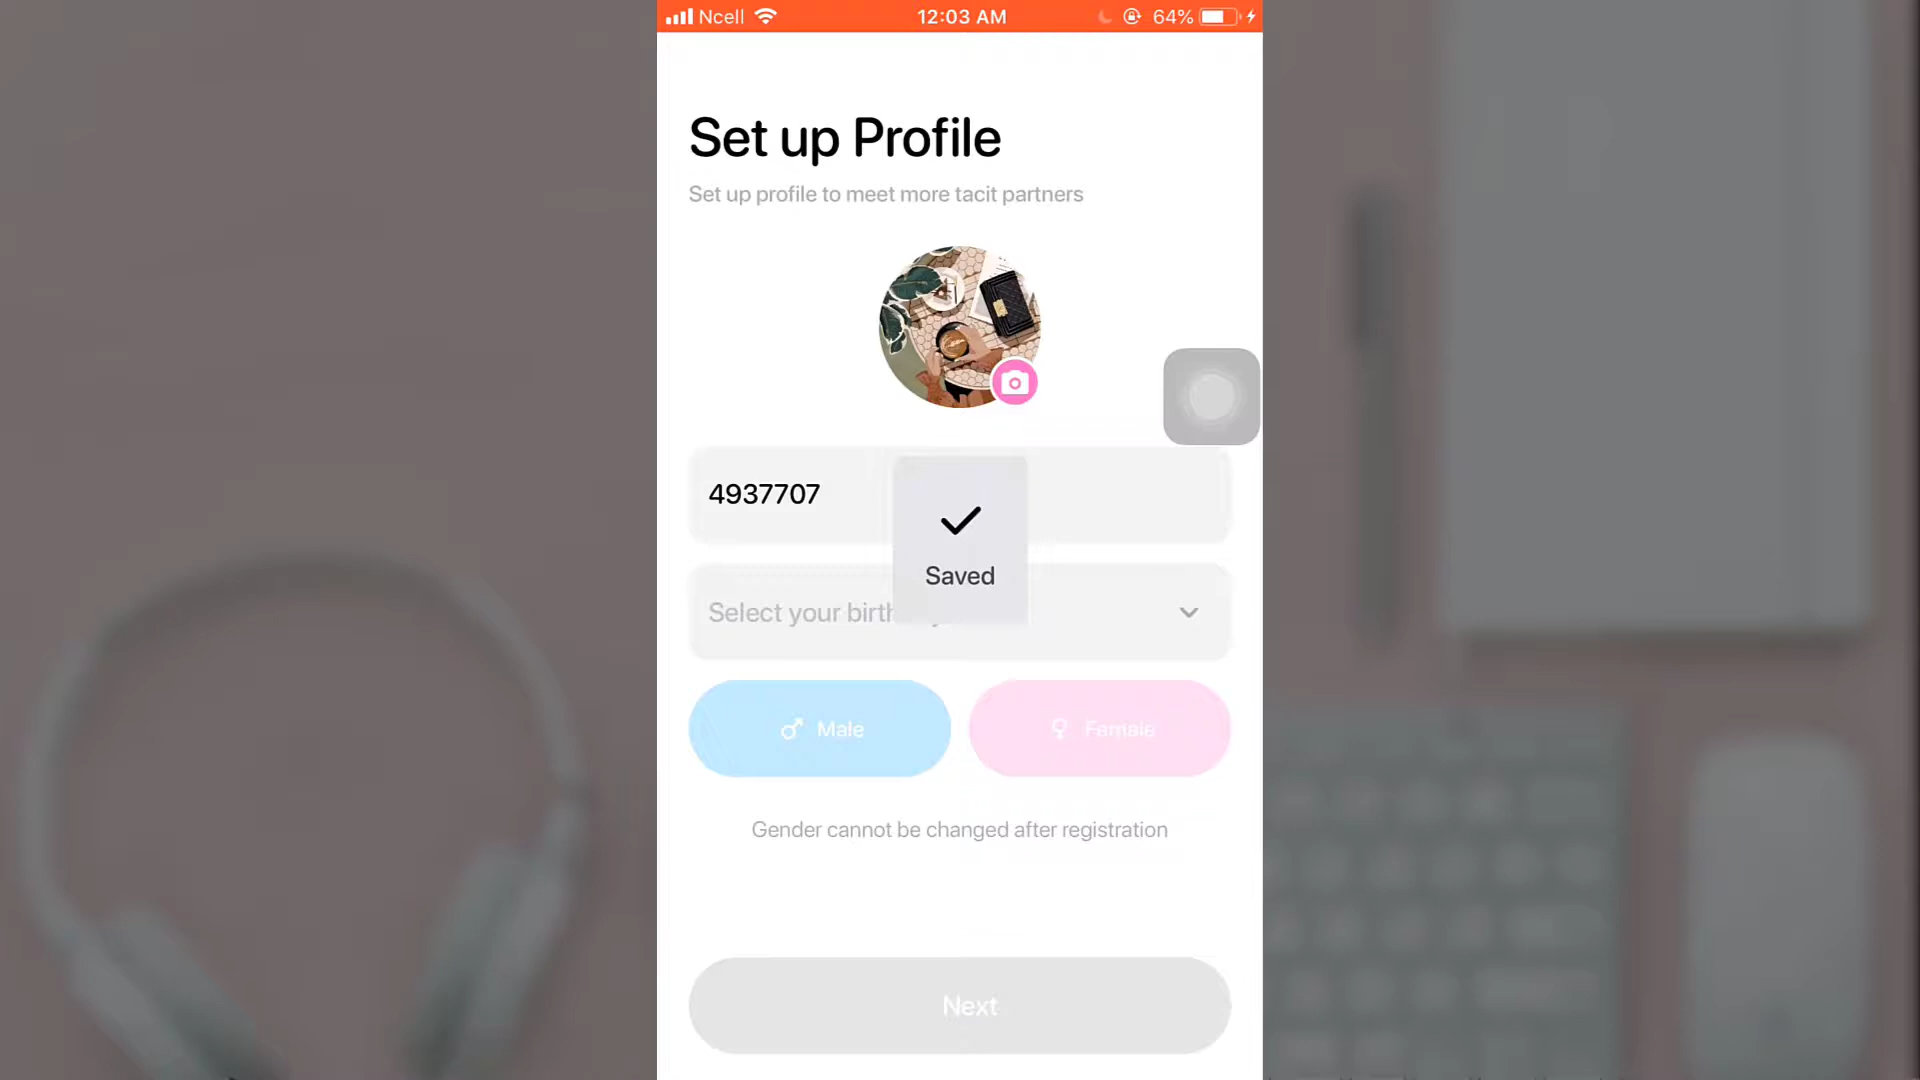 Ncell
12:03 AM
64%
Set up Profile
Set up profile to meet more tacit partners
4937707
Saved
Select your birth
Male
Female
Gender cannot be changed after registration
Next